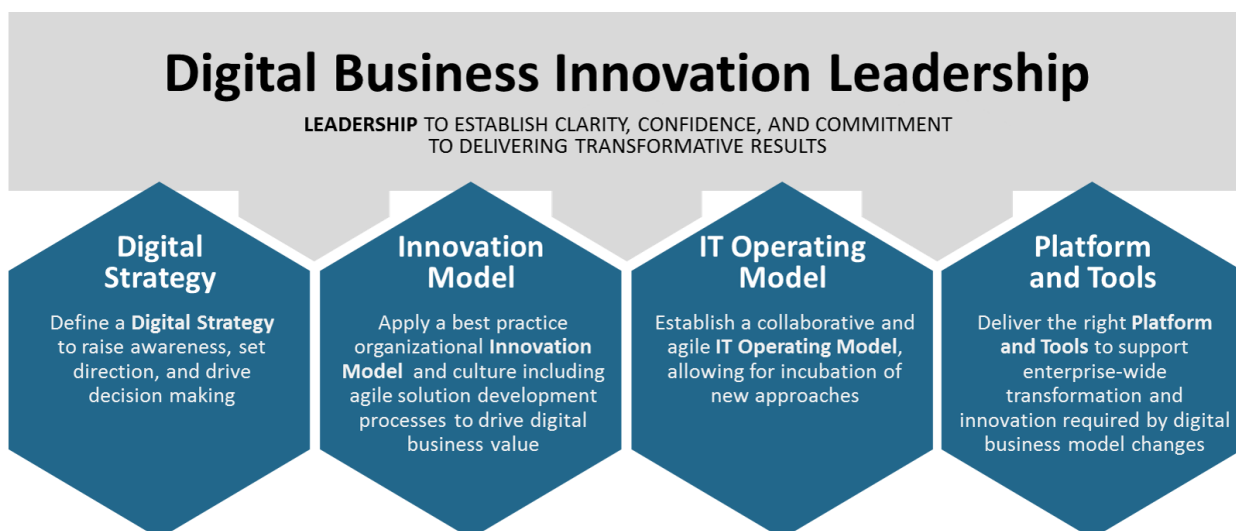 Digital Business Innovation Leadership
LEADERSHIP TO ESTABLISH CLARITY, CONFIDENCE, AND COMMITMENT
TO DELIVERING TRANSFORMATIVE RESULTS
Digital
Strategy
Define a Digital Strategy
to raise awareness, set
direction, and drive
decision making
Innovation
Model
Apply a best practice
organizational Innovation
Model and culture including
agile solution development
processes to drive digital
business value
IT Operating
Model
Establish a collaborative and
agile IT Operating Model,
allowing for incubation of
new approaches
Platform
and Tools
Deliver the right Platform
and Tools to support
enterprise-wide
transformation and
innovation required by digital
business model changes